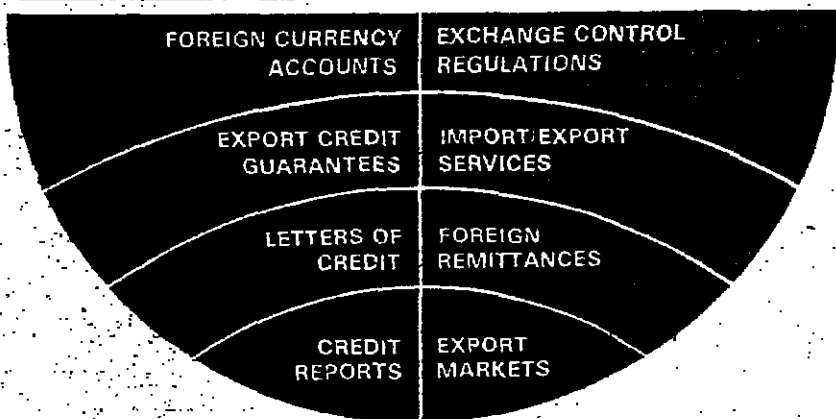 FOREIGN CURRENCY
ACCOUNTS
EXCHANGE CONTROL
REGULATIONS
EXPORT CREDIT
GUARANTEES
IMPORT/EXPORT
SERVICES
LETTERS OF
CREDIT
FOREIGN
REMITTANCES
CREDIT
REPORTS
EXPORT
MARKETS